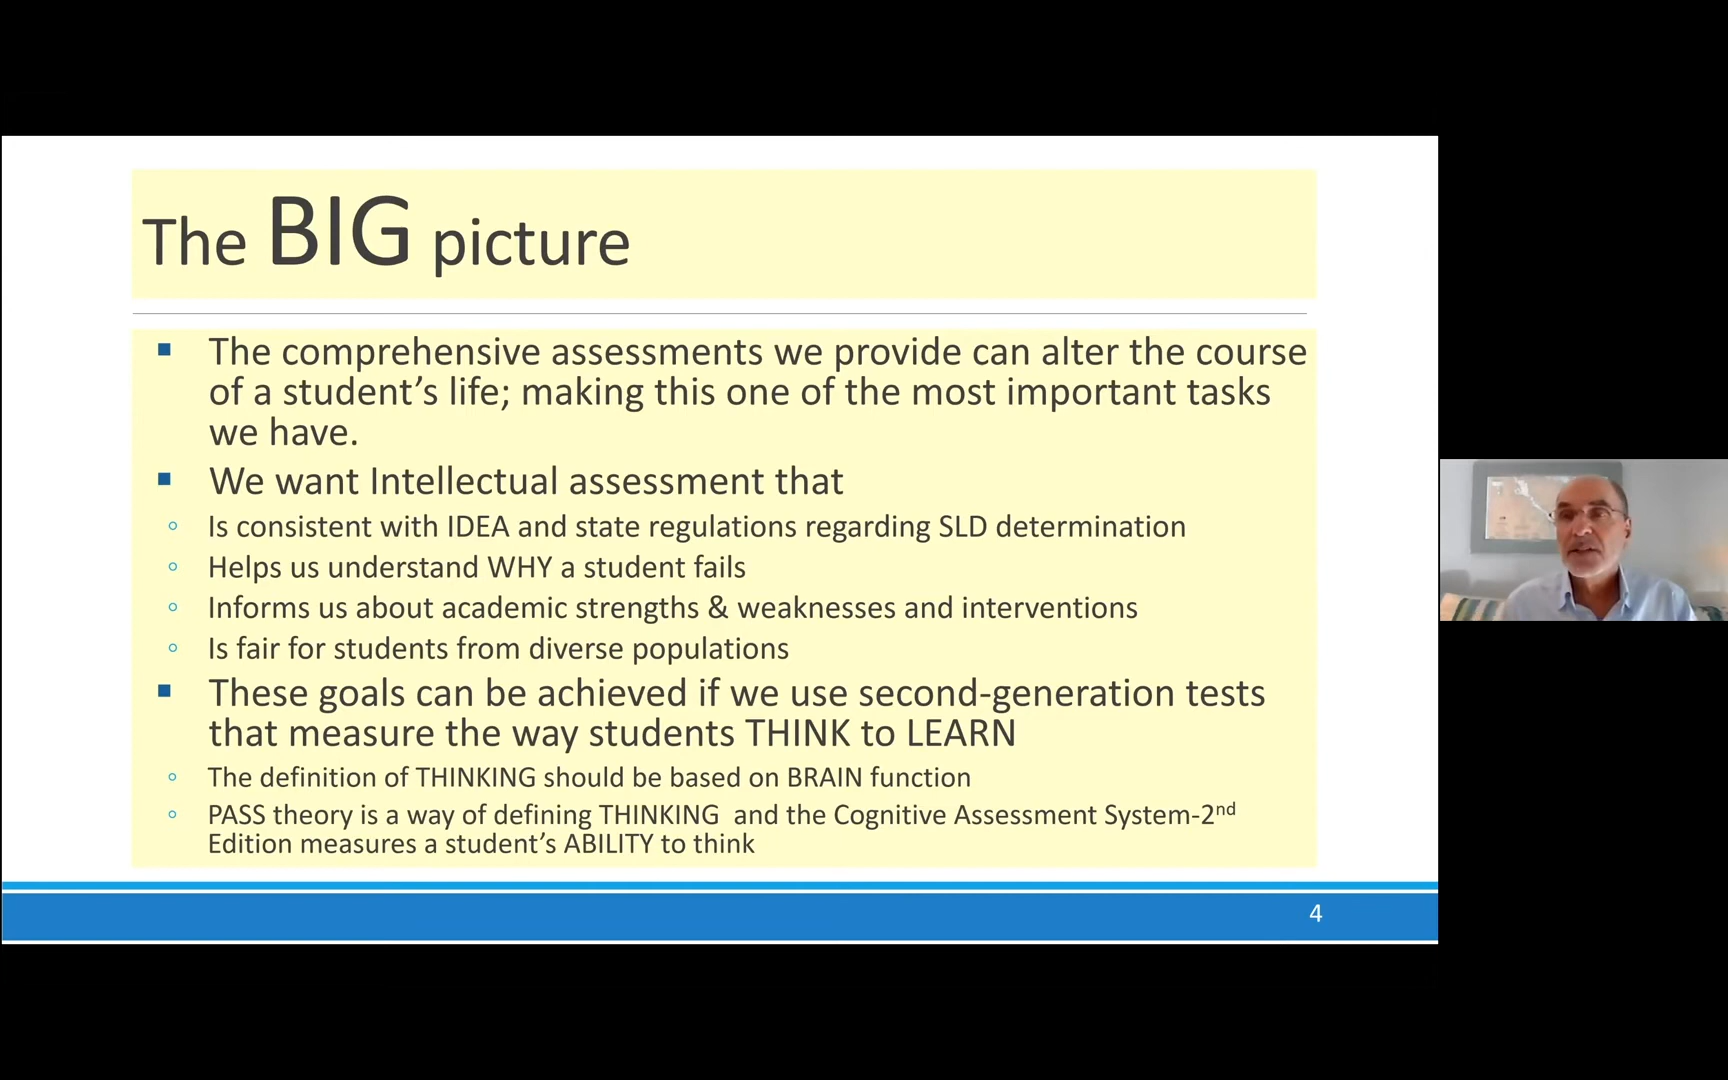 The BIG picture
The comprehensive assessments we provide can alter the course
of a student’s life; making this one of the most important tasks
we have.
We want Intellectual assessment that
Is consistent with IDEA and state regulations regarding SLD determination
Helps us understand WHY a student fails
Informs us about academic strengths & weaknesses and interventions
Is fair for students from diverse populations
These goals can be achieved if we use second-generation tests
that measure the way students THINK to LEARN
The definition of THINKING should be based on BRAIN function
PASS theory is a way of defining THINKING and the Cognitive Assessment System-2nd
Edition measures a student’s ABILITY to think
4